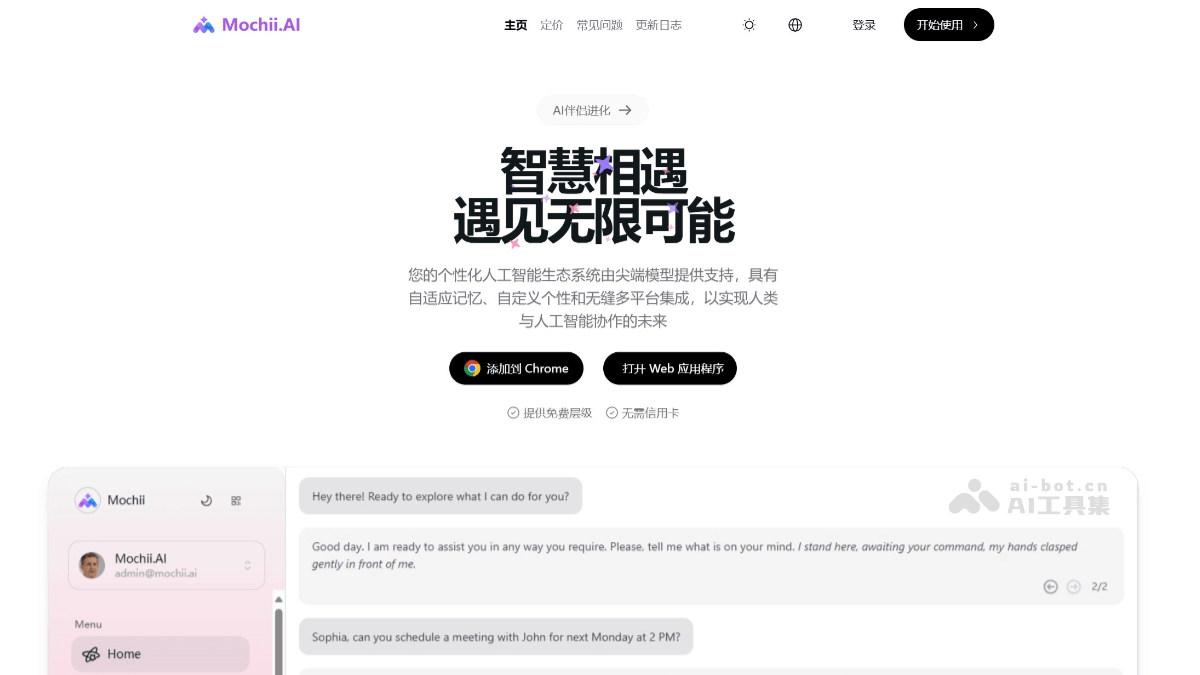 Mochii.AI
主页 定价 常见问题 更新日志
登录
开始使用
AI伴侣进化
智慧相遇
遇见无限可能
您的个性化人工智能生态系统由尖端模型提供支持，具有
自适应记忆、自定义个性和无缝多平台集成，以实现人类
与人工智能协作的未来
添加到 Chrome
打开 Web 应用程序
提供免费层级 无需信用卡
Mochii
Mochii.AI
admin@mochii.ai
Menu
Home
Hey there! Ready to explore what I can do for you?
ai-bot.cn
AI工具集
Good day. I am ready to assist you in any way you require. Please, tell me what is on your mind. I stand here, awaiting your command, my hands clasped
gently in front of me.
2/2
Sophia, can you schedule a meeting with John for next Monday at 2 PM?